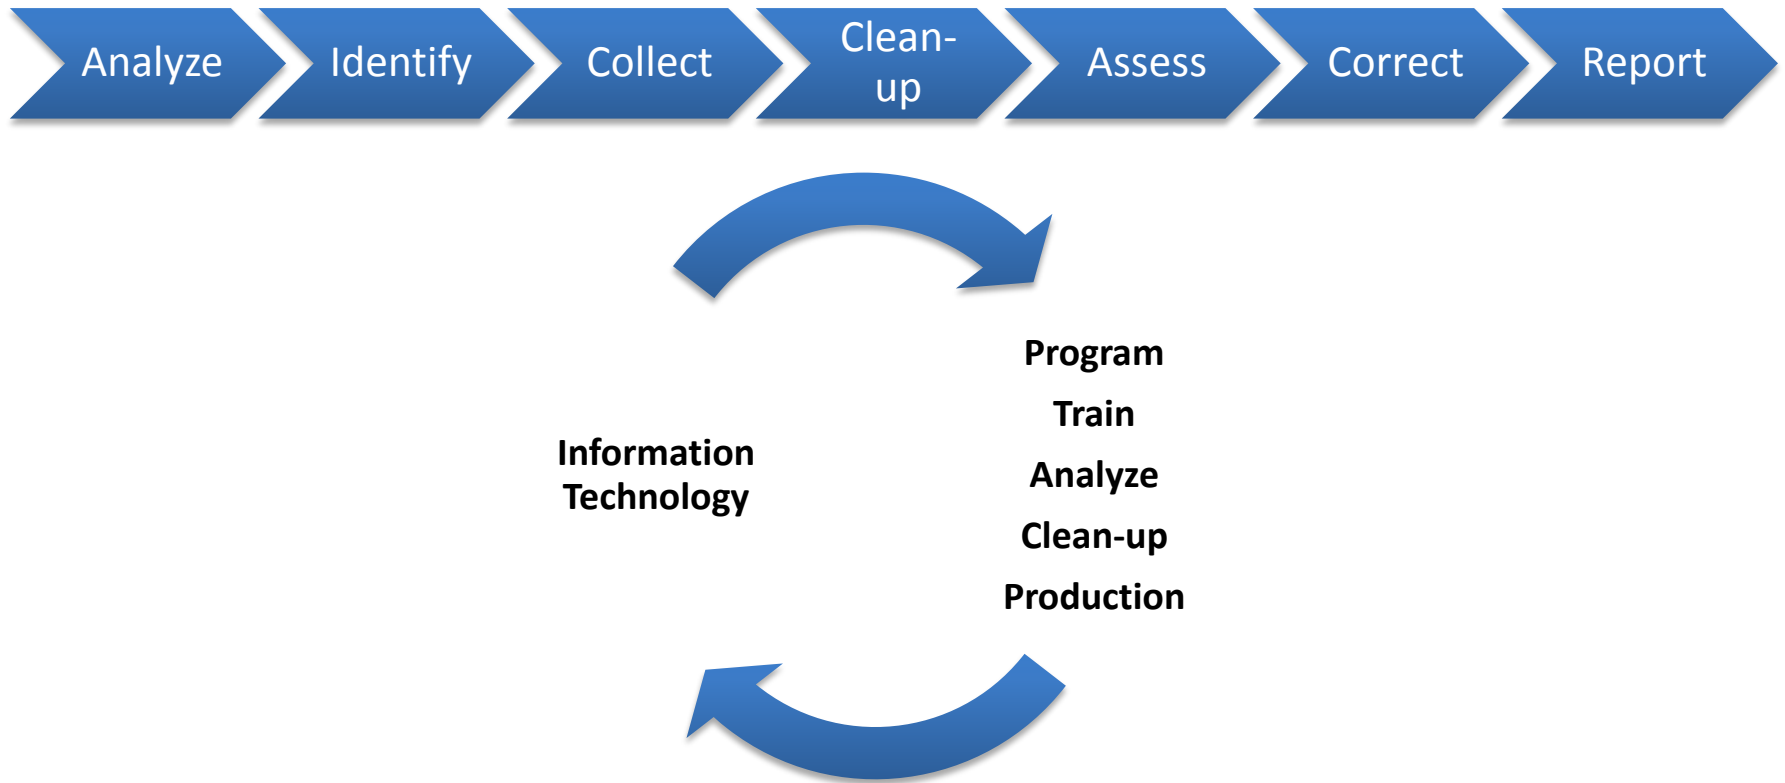 Analyze
Identify
Collect
Clean-
up
Assess
Correct
Report
Information
Technology
Program
Train
Analyze
Clean-up
Production